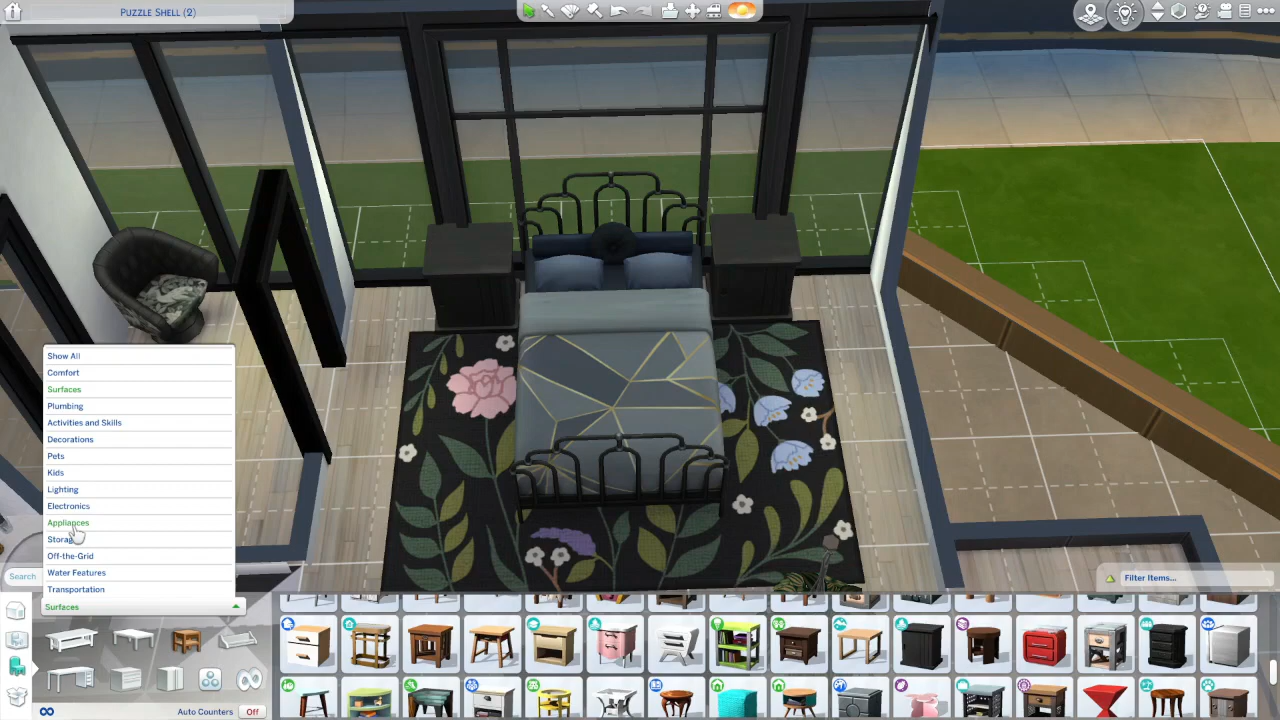 PUZZLE SHELL (2)
Show All
Comfort
Surfaces
Plumbing
Activities and Skills
Decorations
Pets
Kids
Lighting
Electronics
Appliances
Storag
Off-the-Grid
Water Features
Transportation
Search
Surfaces
Filter Items...
Auto Counters Off